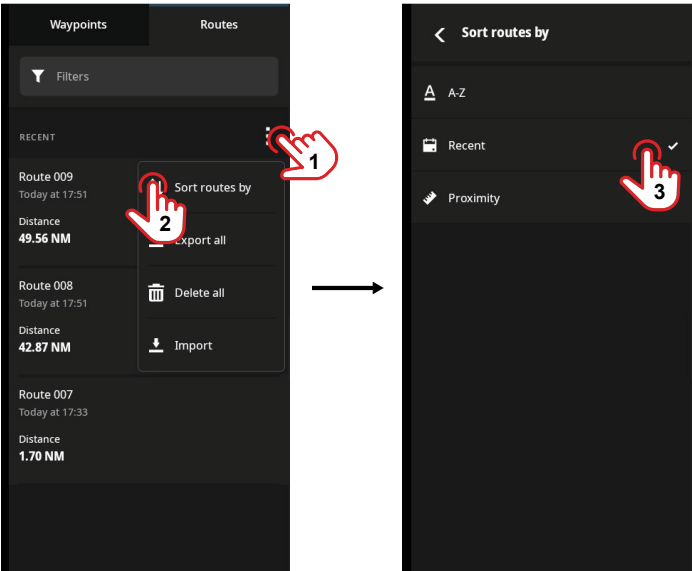 Waypoints
Routes
Filters
RECENT
1
Route 009
Today at 17:51
Distance
49.56 NM
Sort routes by
2
Export all
Route 008
Today at 17:51
Distance
42.87 NM
Delete all
Import
Route 007
Today at 17:33
Distance
1.70 NM
Sort routes by
A A-Z
Recent
3
Proximity